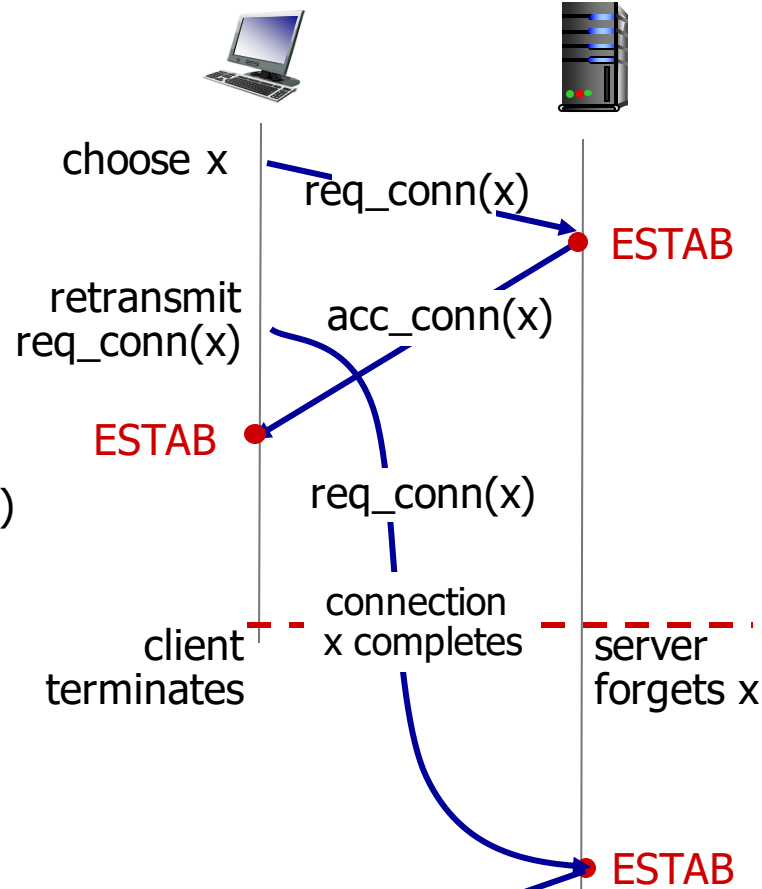 choose x
req_conn(x)
ESTAB
retransmit
req_conn(x)
acc_conn(x)
ESTAB
req_conn(x)
)
connection
x completes
client
terminates
server
forgets x
ESTAB